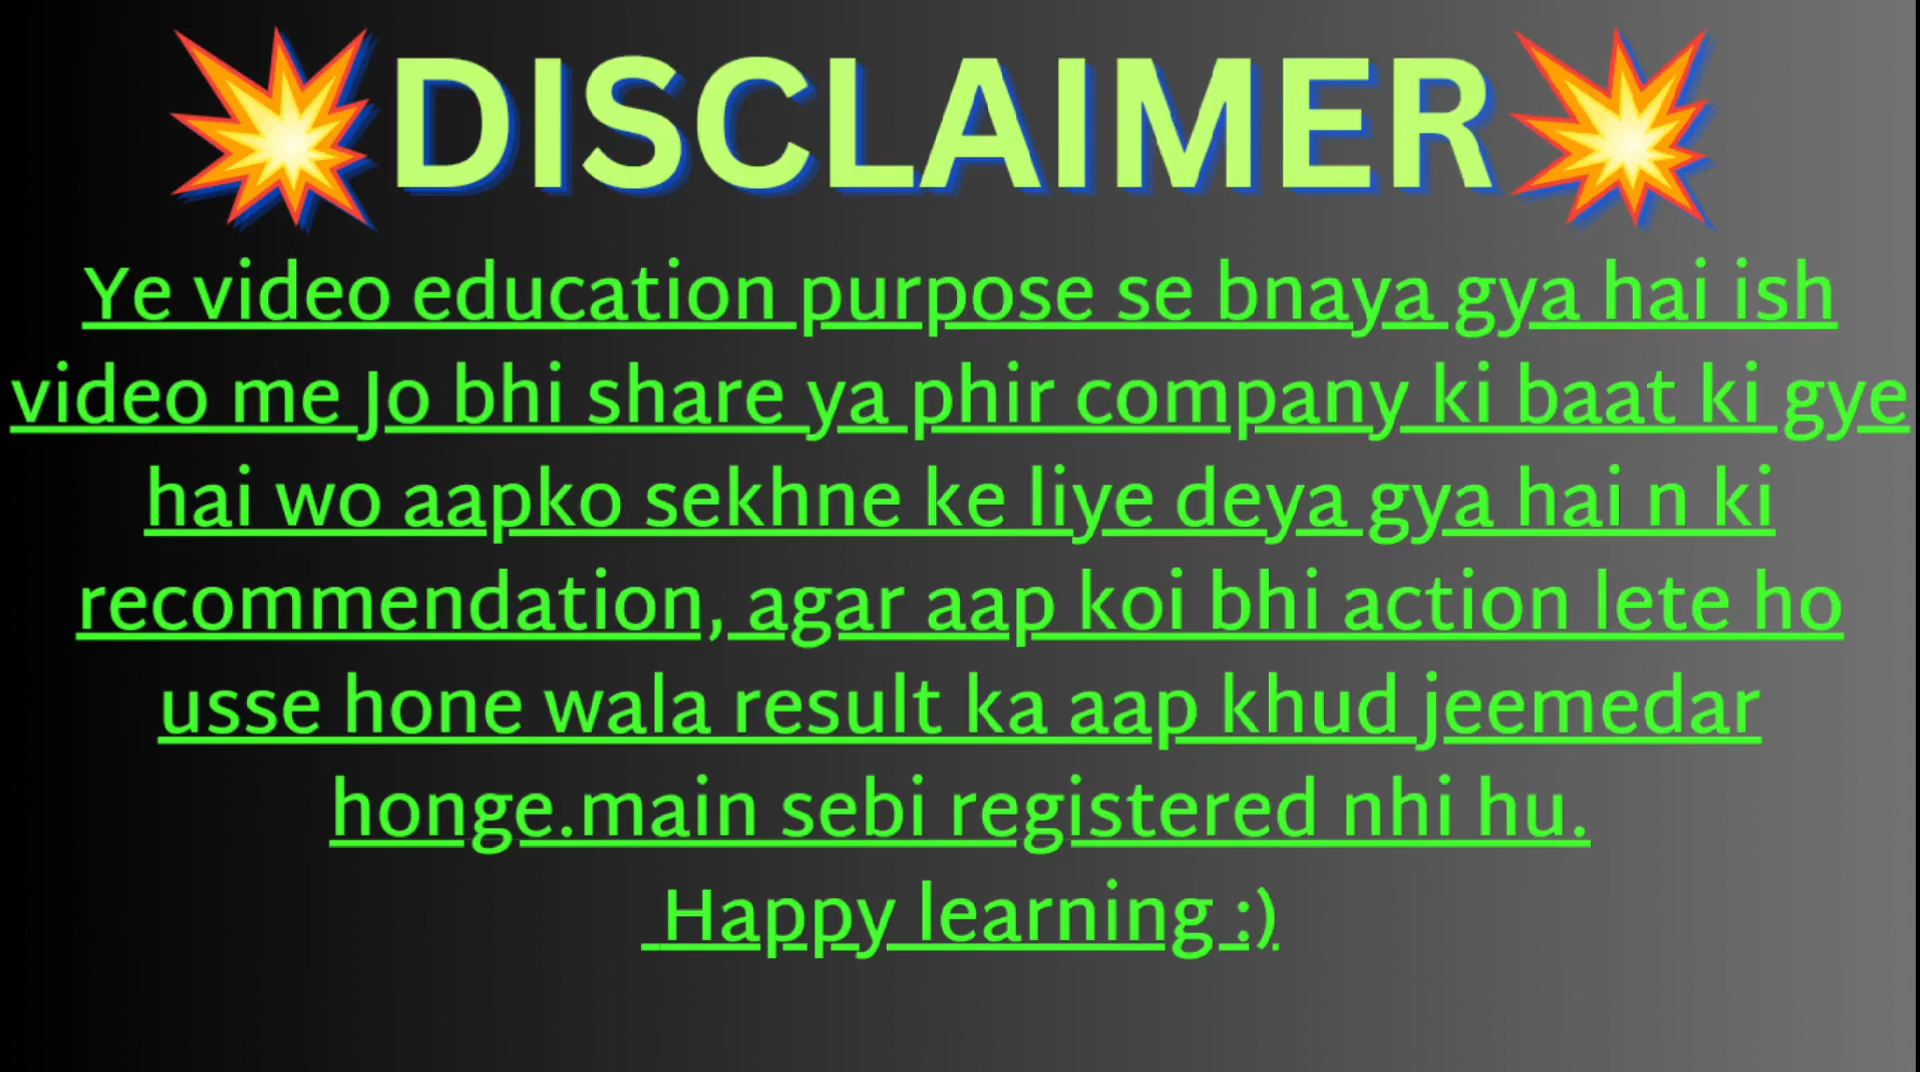 💥DISCLAIMER💥
Ye video education purpose se bnaya gya hai ish
video me Jo bhi share ya phir company ki baat ki gye
hai wo aapko sekhne ke liye deya gya hai n ki
recommendation, agar aap koi bhi action lete ho
usse hone wala result ka aap khud jeemedar
honge.main sebi registered nhi hu.
Happy learning :)